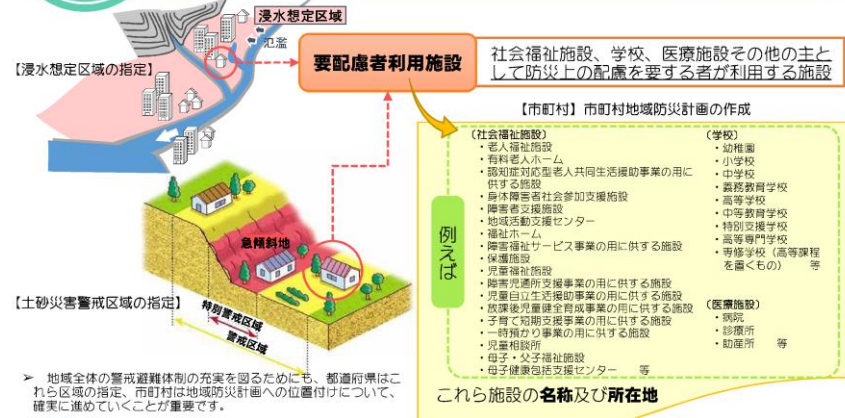 浸水想定区域
氾濫
【浸水想定区域の指定】
要配慮者利用施設
社会福祉施設、学校、医療施設その他の主と
して防災上の配慮を要する者が利用する施設
【市町村】市町村地域防災計画の作成
例えば
（社会福祉施設）
・老人福祉施設
・有料老人ホーム
・認知症対応型老人共同生活援助事業の用に
供する施設
・身体障害者社会参加支援施設
・障害者支援施設
・地域活動支援センター
・福祉ホーム
・障害福祉サービス事業の用に供する施設
・保護施設
・児童福祉施設
・障害児通所支援事業の用に供する施設
・児童自立生活援助事業の用に供する施設
・放課後児童健全育成事業の用に供する施設
・子育て短期支援事業の用に供する施設
・一時預かり事業の用に供する施設
・児童相談所
・母子・父子福祉施設
・母子健康包括支援センター　等
（学校）
・幼稚園
・小学校
・中学校
・義務教育学校
・高等学校
・中等教育学校
・特別支援学校
・高等専門学校
・専修学校（高等課程
を置くもの）　等
（医療施設）
・病院
・診療所
・助産所　等
これら施設の名称及び所在地
急傾斜地
【土砂災害警戒区域の指定】
特別警戒区域
警戒区域
➢ 地域全体の警戒避難体制の充実を図るためにも、都道府県はこ
れら区域の指定、市町村は地域防災計画への位置付けについて、
確実に進めていくことが重要です。